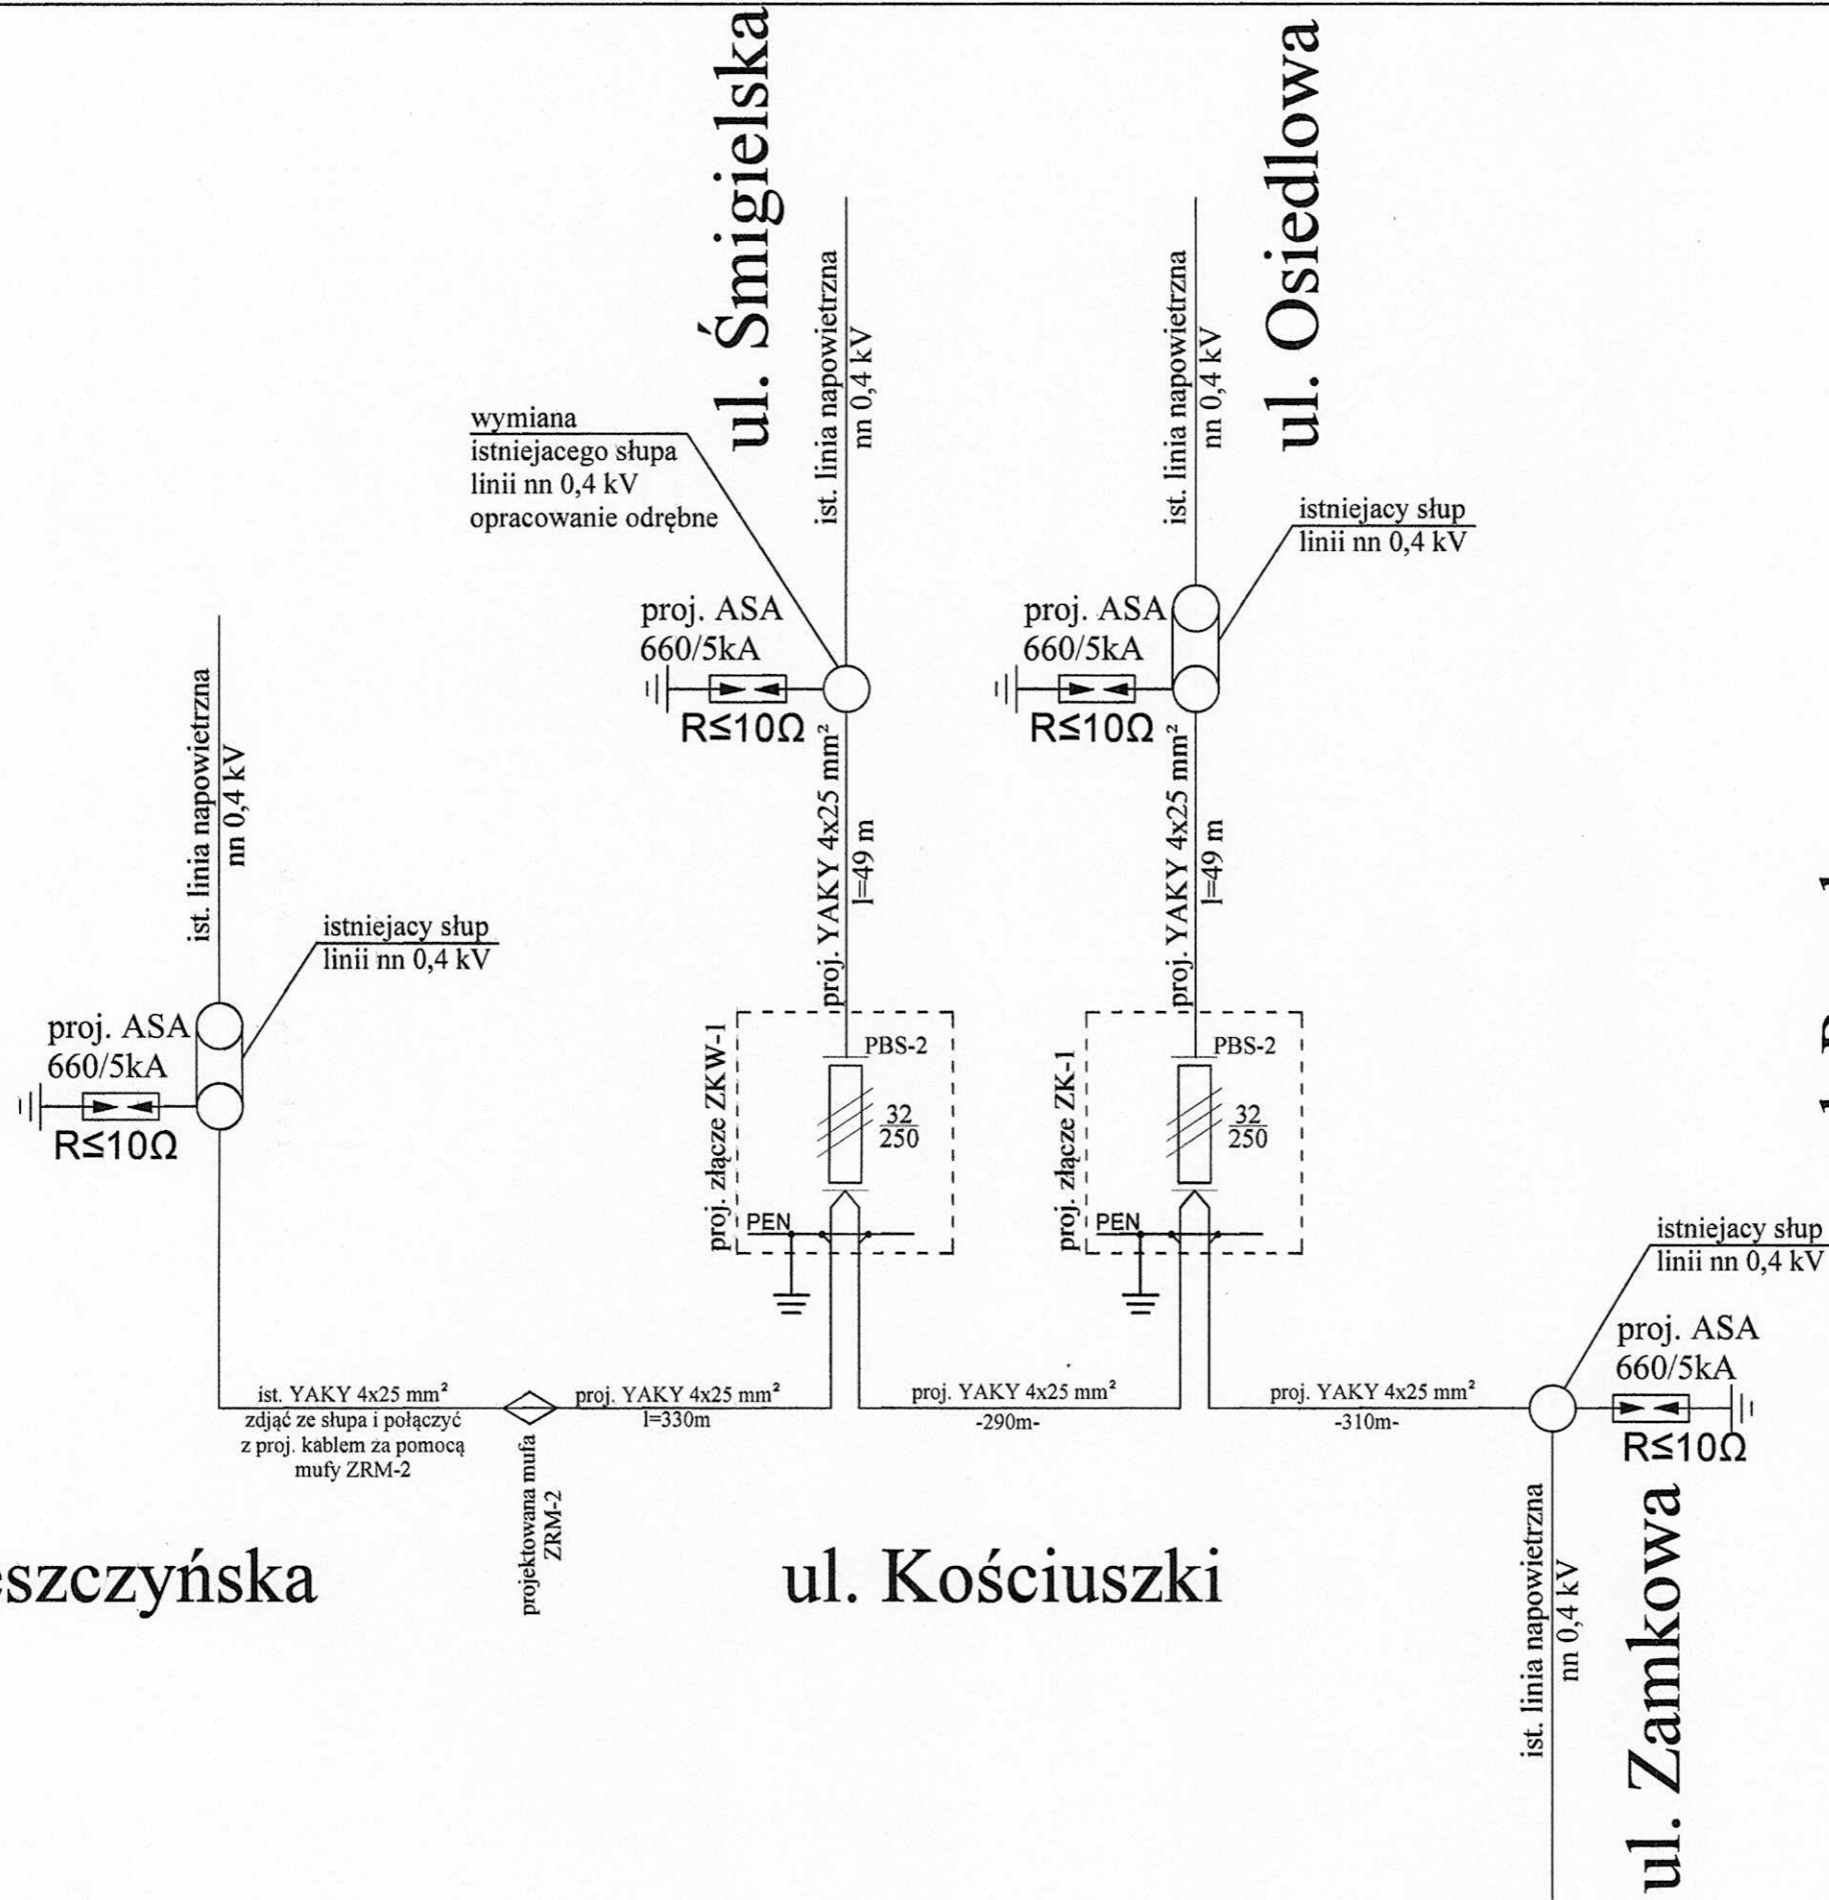 ul. Śmigielska
ul. Osiedlowa
ist. linia napowietrzna
nn 0,4 kV
ist. linia napowietrzna
nn 0,4 kV
wymiana
istniejacego słupa
linii nn 0,4 kV
opracowanie odrębne
istniejacy słup
linii nn 0,4 kV
proj. ASA
660/5kA
R≤10Ω
proj. ASA
660/5kA
R≤10Ω
ist. linia napowietrzna
nn 0,4 kV
proj. YAKY 4x25 mm²
l=49 m
proj. YAKY 4x25 mm²
l=49 m
istniejacy słup
linii nn 0,4 kV
proj. ASA
660/5kA
R≤10Ω
proj. złącze ZKW-1
PBS-2
32
250
PEN
proj. złącze ZK-1
PBS-2
32
250
PEN
istniejacy słup
linii nn 0,4 kV
proj. ASA
660/5kA
R≤10Ω
ist. YAKY 4x25 mm²
zdjąć ze słupa i połączyć
z proj. kablem za pomocą
mufy ZRM-2
projektowana mufa
ZRM-2
proj. YAKY 4x25 mm²
l=330m
proj. YAKY 4x25 mm²
-290m-
proj. YAKY 4x25 mm²
-310m-
ist. linia napowietrzna
nn 0,4 kV
eszczyńska
ul. Kościuszki
ul. Zamkowa